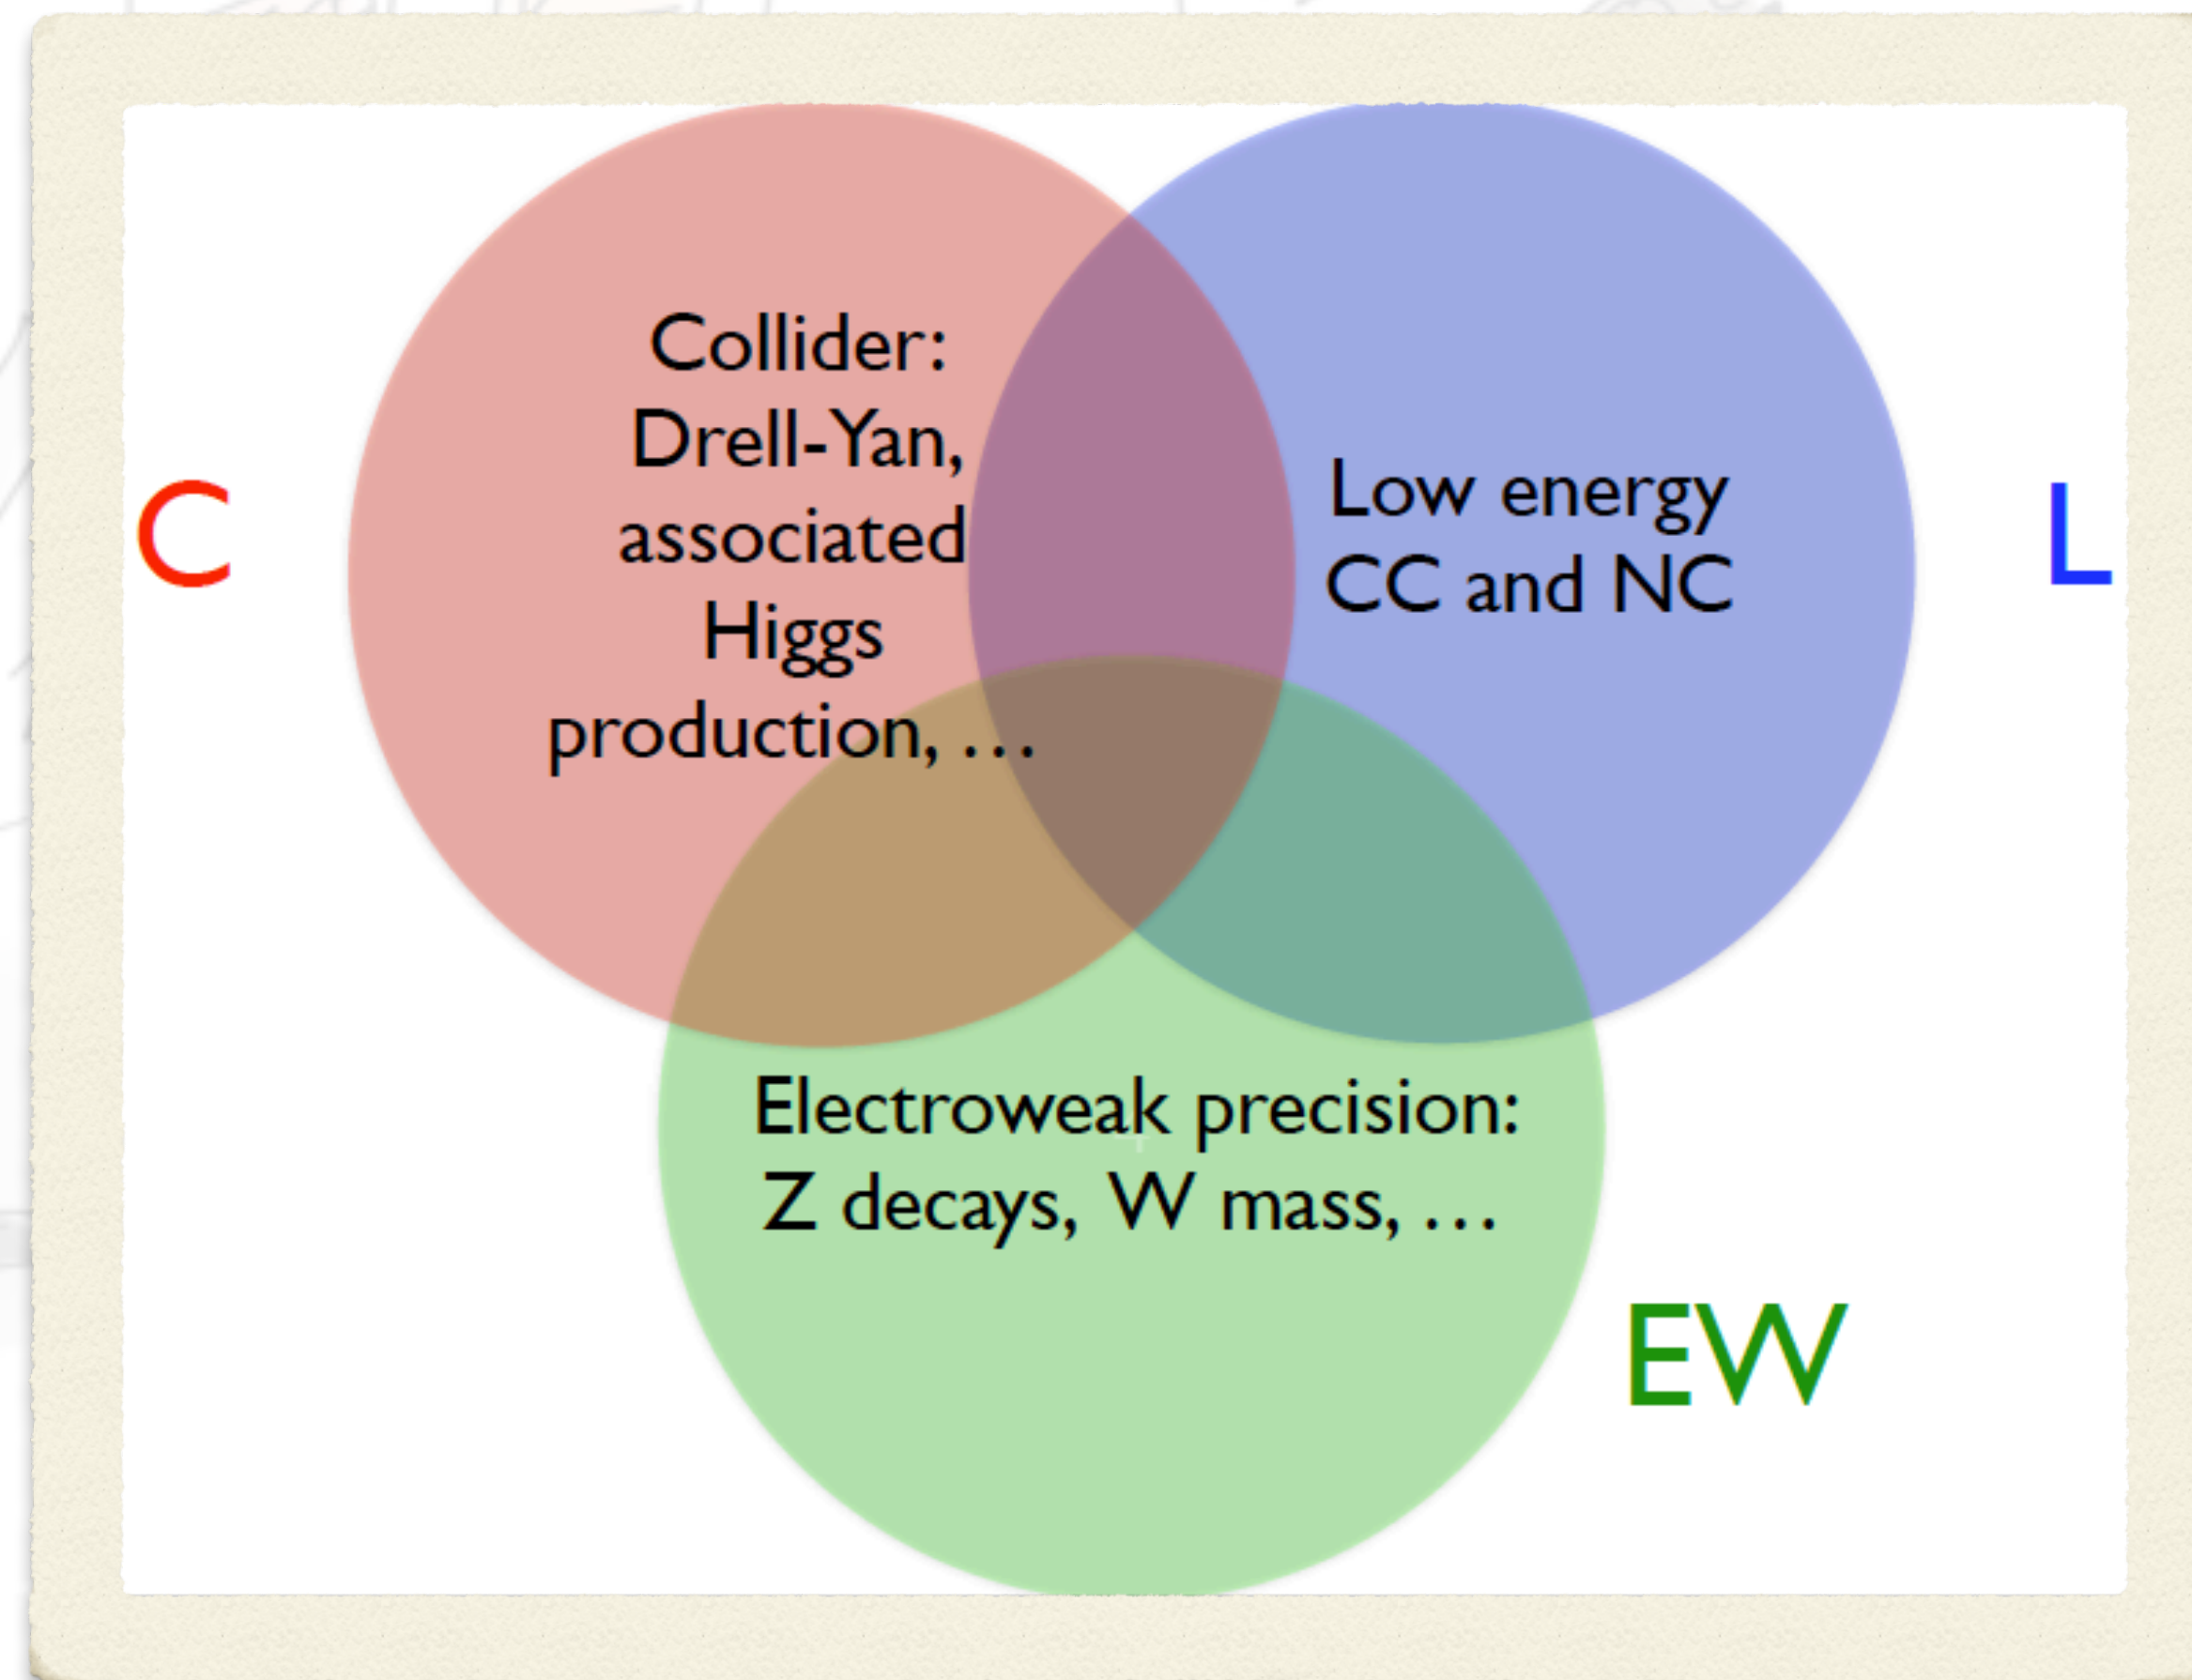 C
Collider:
Drell-Yan,
associated
Higgs
production, …
Low energy
CC and NC
L
Electroweak precision:
Z decays, W mass, …
EW